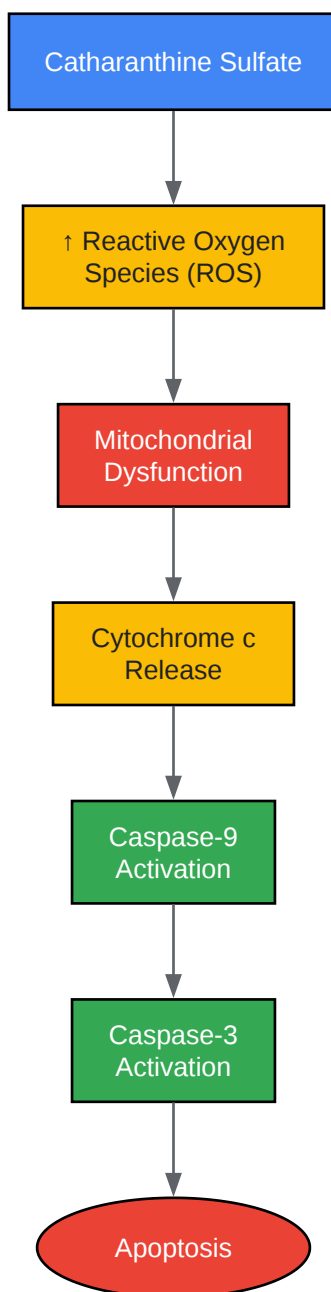 Catharanthine Sulfate
↑ Reactive Oxygen
Species (ROS)
Mitochondrial
Dysfunction
Cytochrome c
Release
Caspase-9
Activation
Caspase-3
Activation
Apoptosis